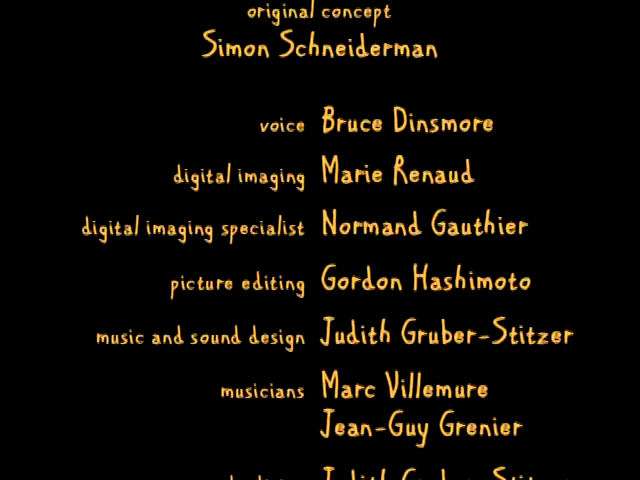 original concept
Simon Schneiderman
voice Bruce Dinsmore
digital imaging Marie Renaud
digital imaging specialist Normand Gauthier
picture editing Gordon Hashimoto
music and sound design Judith Gruber-Stitzer
musicians Marc Villemure
Jean-Guy Grenier